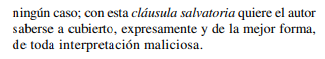 ningún caso; con esta cláusula salvatoria quiere el autor
saberse a cubierto, expresamente y de la mejor forma,
de toda interpretación maliciosa.